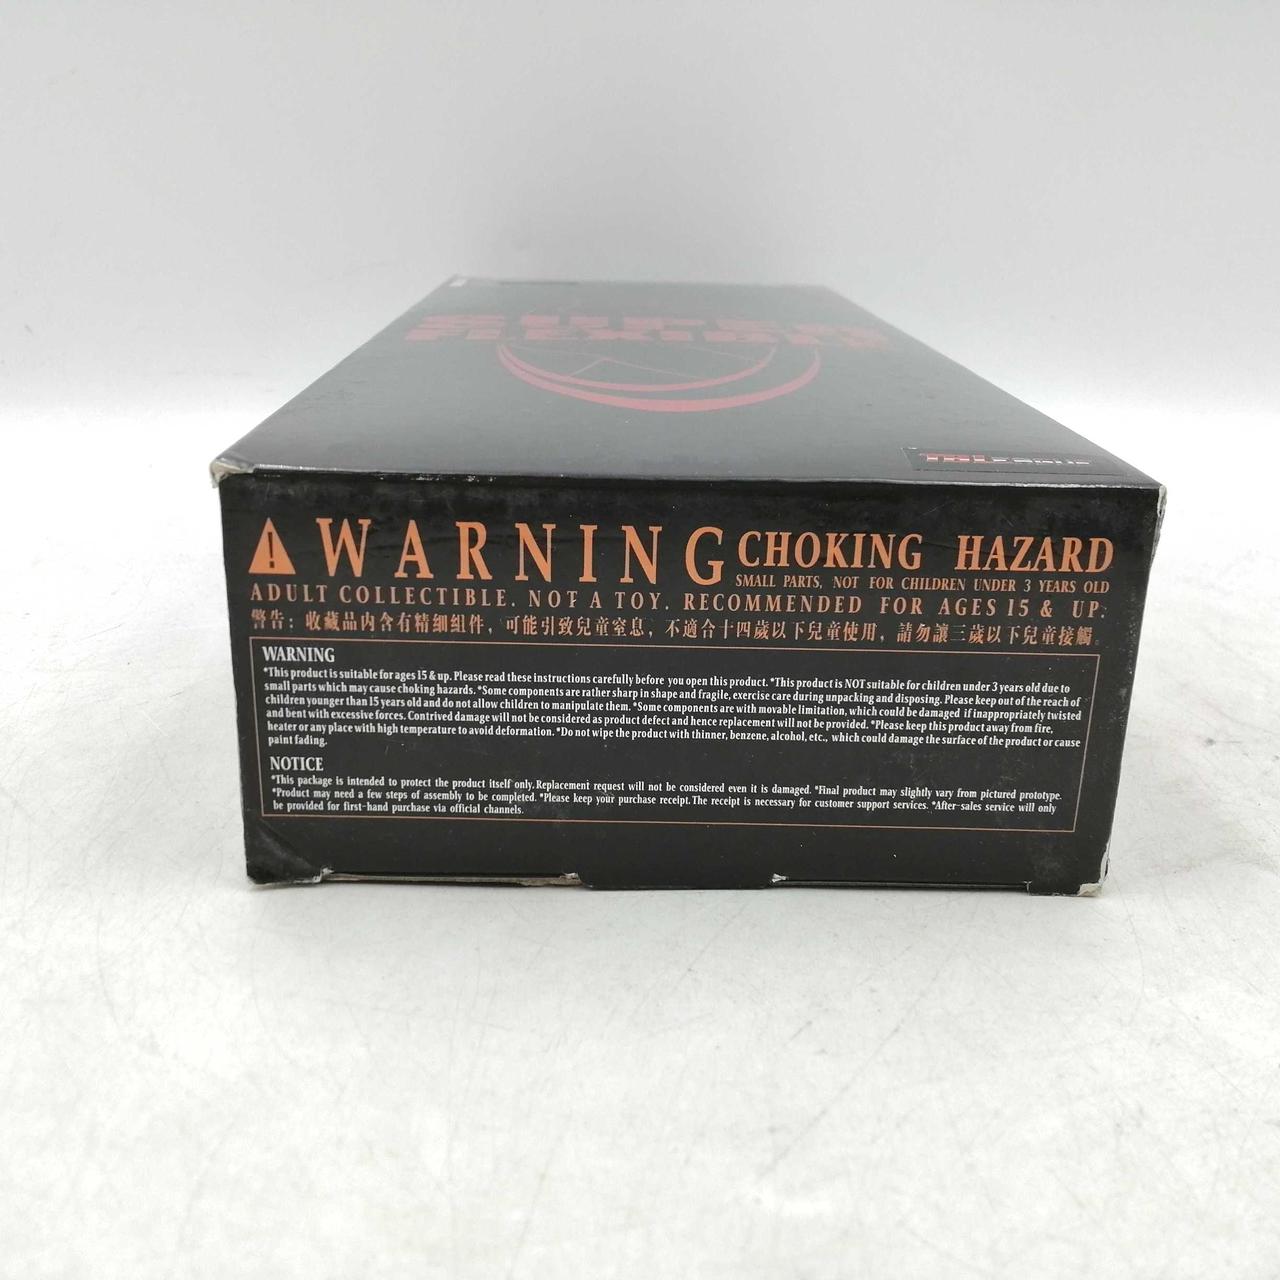 SUPER
FLEXIBLE
WARNING CHOKING HAZARD
SMALL PARTS, NOT FOR CHILDREN UNDER 3 YEARS OLD
ADULT COLLECTIBLE. NOT A TOY. RECOMMENDED FOR AGES 15 & UP.
警告：收藏品內含有精細組件，可能引致兒童窒息，不適合十四歲以下兒童使用，請勿讓三歲以下兒童接觸。
WARNING
*This product is suitable for ages 15 & up. Please read these instructions carefully before you open this product. *This product is NOT suitable for children under 3 years old due to
small parts which may cause choking hazards. *Some components are rather sharp in shape and fragile, exercise care during unpacking and disposing. Please keep out of the reach of
children younger than 15 years old and do not allow children to manipulate them. *Some components are with movable limitation, which could be damaged if inappropriately twisted
and bent with excessive forces. Contrived damage will not be considered as product defect and hence replacement will not be provided. *Please keep this product away from fire,
heater or any place with high temperature to avoid deformation. *Do not wipe the product with thinner, benzene, alcohol, etc., which could damage the surface of the product or cause
paint fading.
NOTICE
*This package is intended to protect the product itself only. Replacement request will not be considered even it is damaged. *Final product may slightly vary from pictured prototype.
*Product may need a few steps of assembly to be completed. *Please keep your purchase receipt. The receipt is necessary for customer support services. *After-sales service will only
be provided for first-hand purchase via official channels.